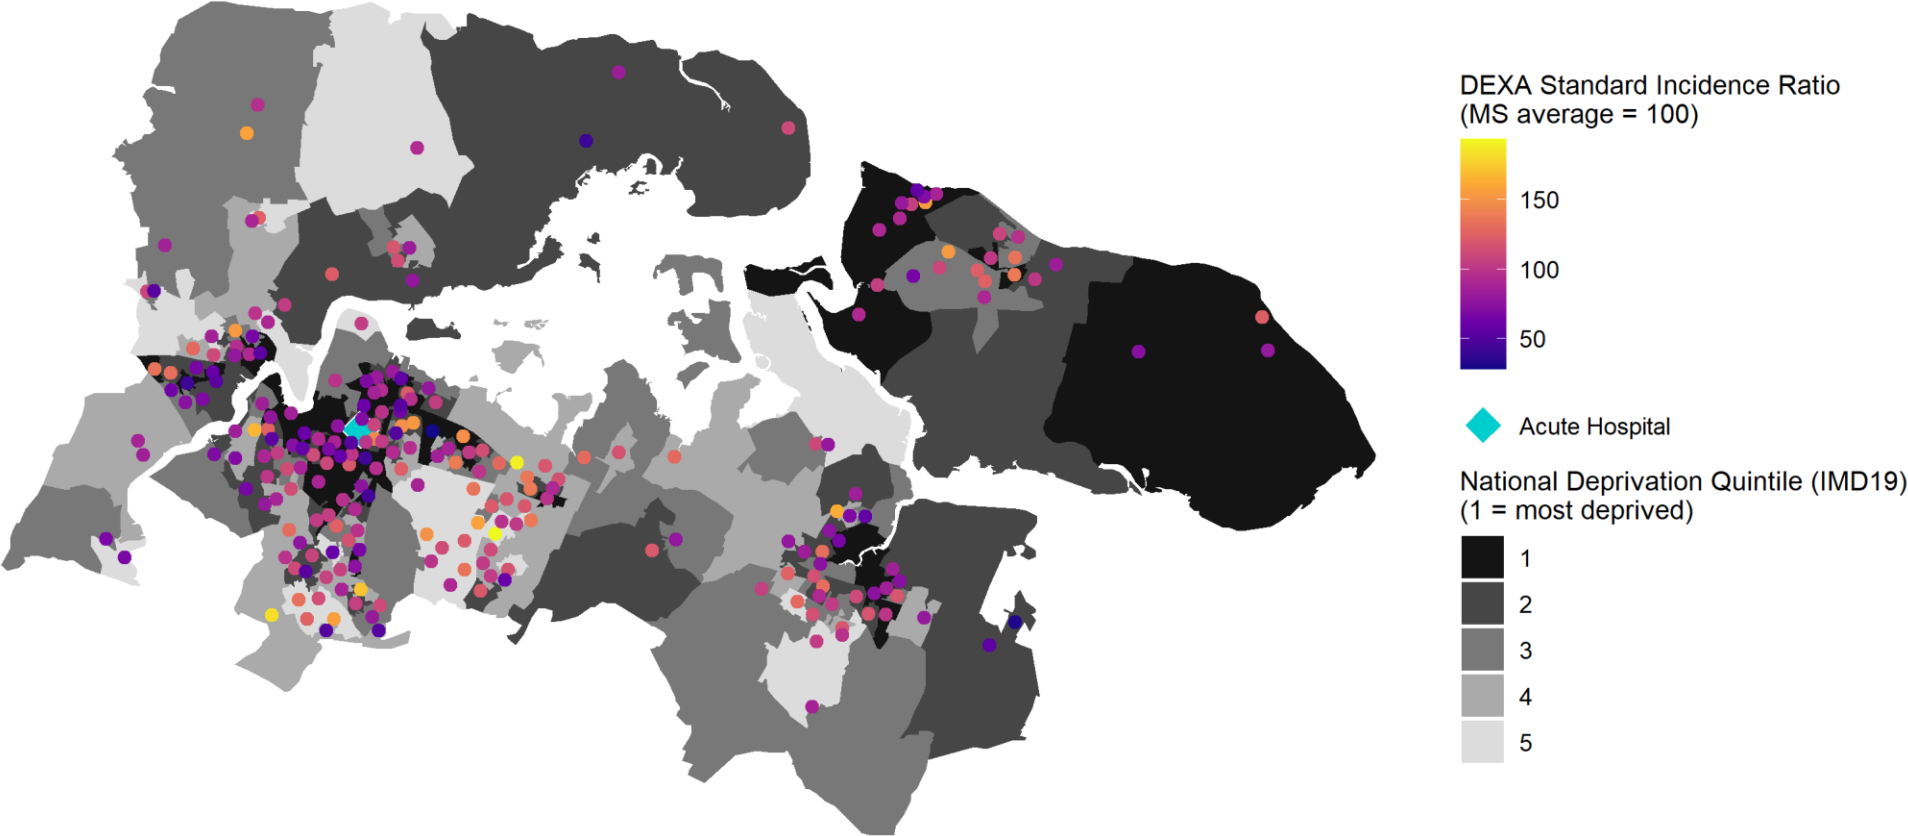 DEXA Standard Incidence Ratio
(MS average = 100)
150
100
50
Acute Hospital
National Deprivation Quintile (IMD19)
(1 = most deprived)
1
2
3
4
5